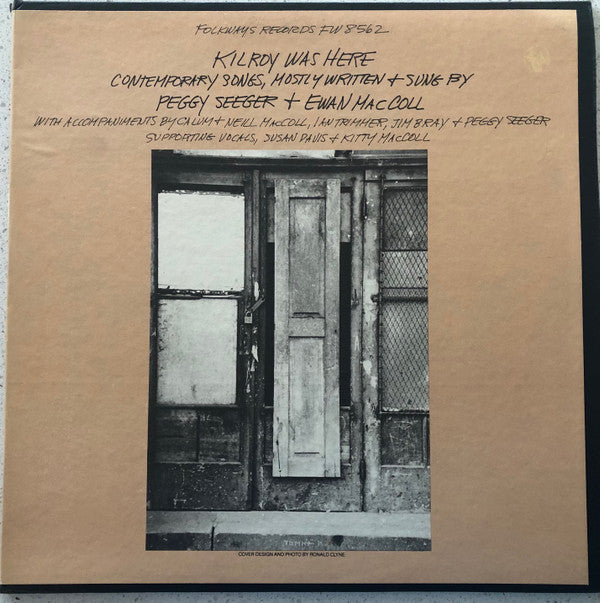 FOLKWAYS RECORDS FW 8562
KILROY WAS HERE
CONTEMPORARY SONGS, MOSTLY WRITTEN + SUNG BY
PEGGY SEEGER + EWAN MACCOLL
WITH ACCOMPANIMENTS BY CALUM + NEILL MACCOLL, IAN TRIMMER, JIM BRAY + PEGGY SEEGER
SUPPORTING VOCALS, SUSAN DAVIS + KITTY MACCOLL
COVER DESIGN AND PHOTO BY RONALD CLYNE